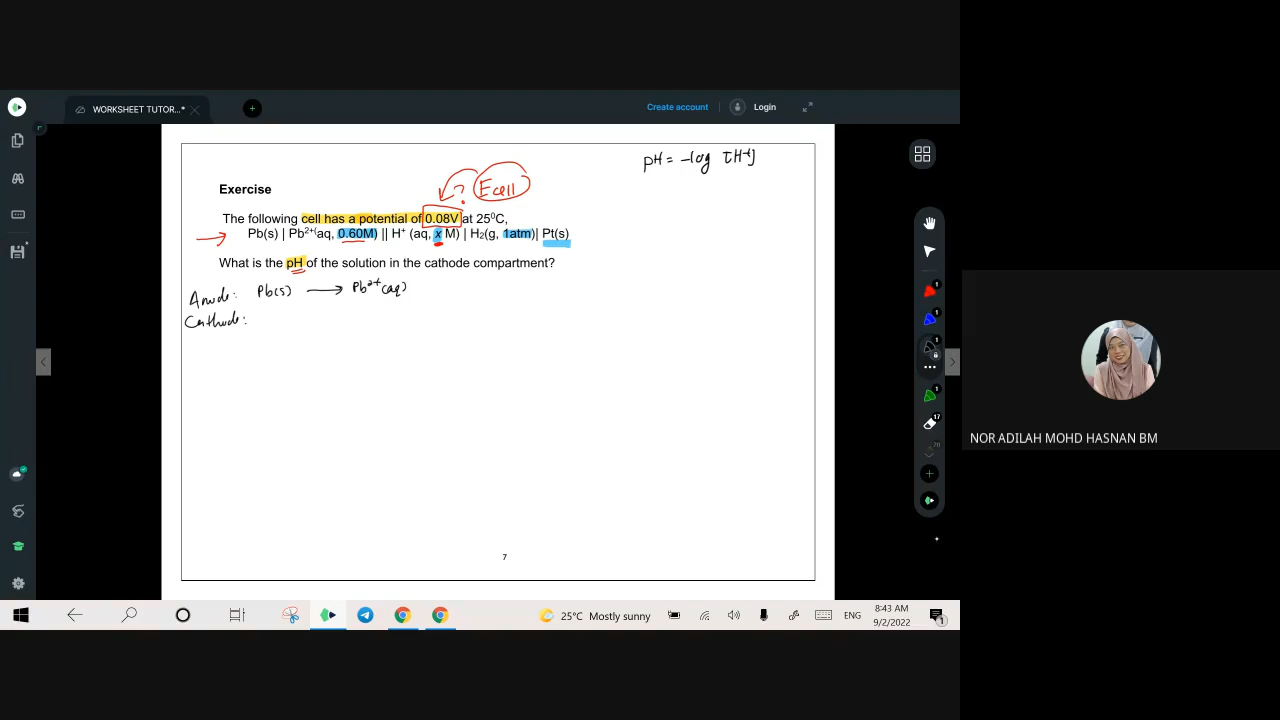 WORKSHEET TUTOR...*
Create account
Login
pH = -log [H+]
Exercise
Ecell
?
The following cell has a potential of 0.08V at 25⁰C,
Pb(s) | Pb²⁺(aq, 0.60M) || H⁺ (aq, x M) | H₂(g, 1atm)| Pt(s)
What is the pH of the solution in the cathode compartment?
Anode: Pb(s) ⟶ Pb²⁺(aq)
Cathode:
7
NOR ADILAH MOHD HASNAN BM
25°C Mostly sunny
ENG
8:43 AM
9/2/2022